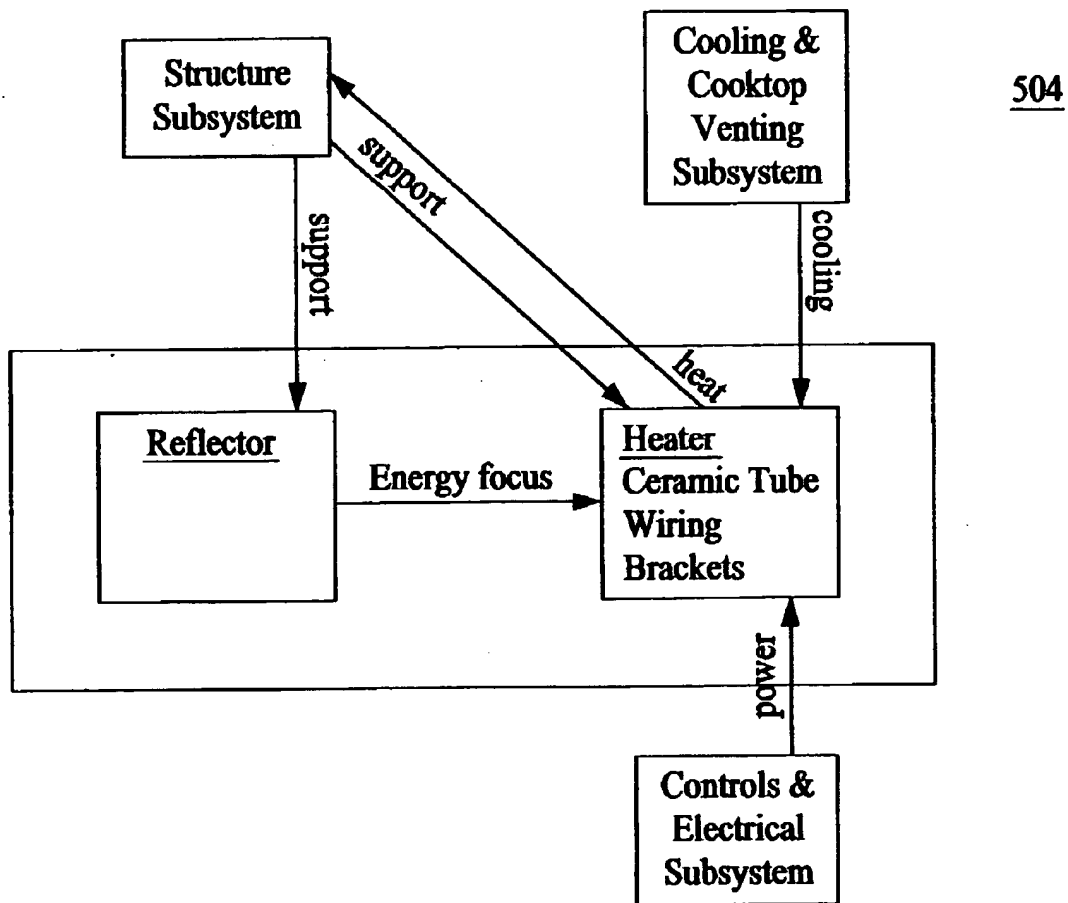 Structure
Subsystem
Cooling &
Cooktop
Venting
Subsystem
504
support
support
cooling
heat
Reflector
Energy focus
Heater
Ceramic Tube
Wiring
Brackets
power
Controls &
Electrical
Subsystem